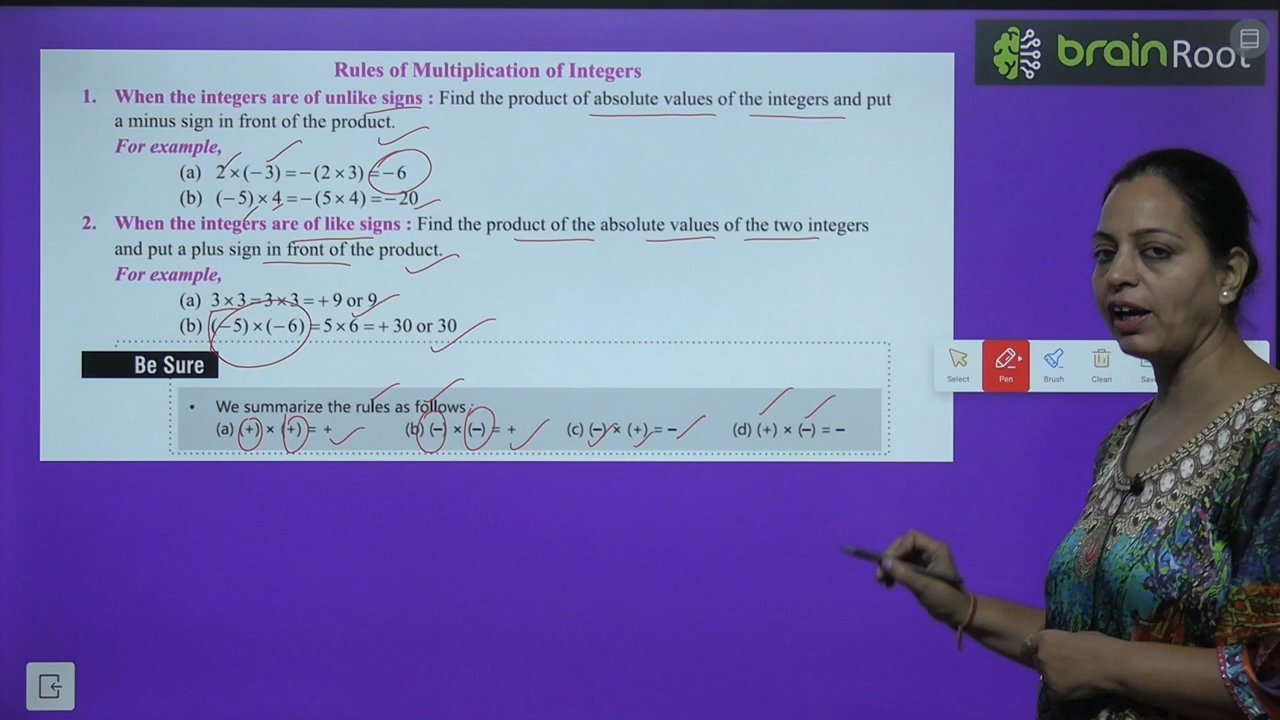 brainRoot
Rules of Multiplication of Integers
1. When the integers are of unlike signs : Find the product of absolute values of the integers and put
a minus sign in front of the product.
For example,
(a) 2×(−3)=−(2×3)=−6
(b) (−5)×4=−(5×4)=−20
2. When the integers are of like signs : Find the product of the absolute values of the two integers
and put a plus sign in front of the product.
For example,
(a) 3×3=3×3=+9 or 9
(b) (−5)×(−6)=5×6=+30 or 30
Be Sure
• We summarize the rules as follows :
(a) (+) × (+) = + (b) (−) × (−) = + (c) (−) × (+) = − (d) (+) × (−) = −
Select Pen Brush Clean